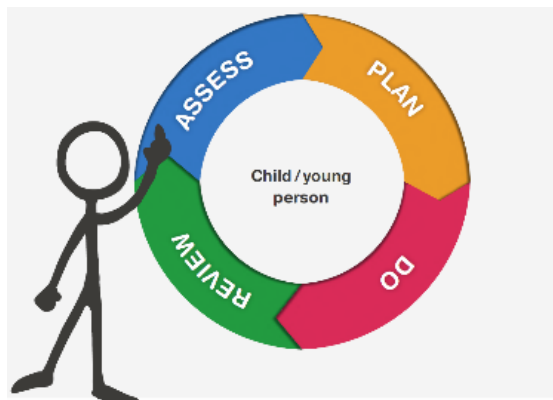 ASSESS
PLAN
DO
REVIEW
Child/young
person